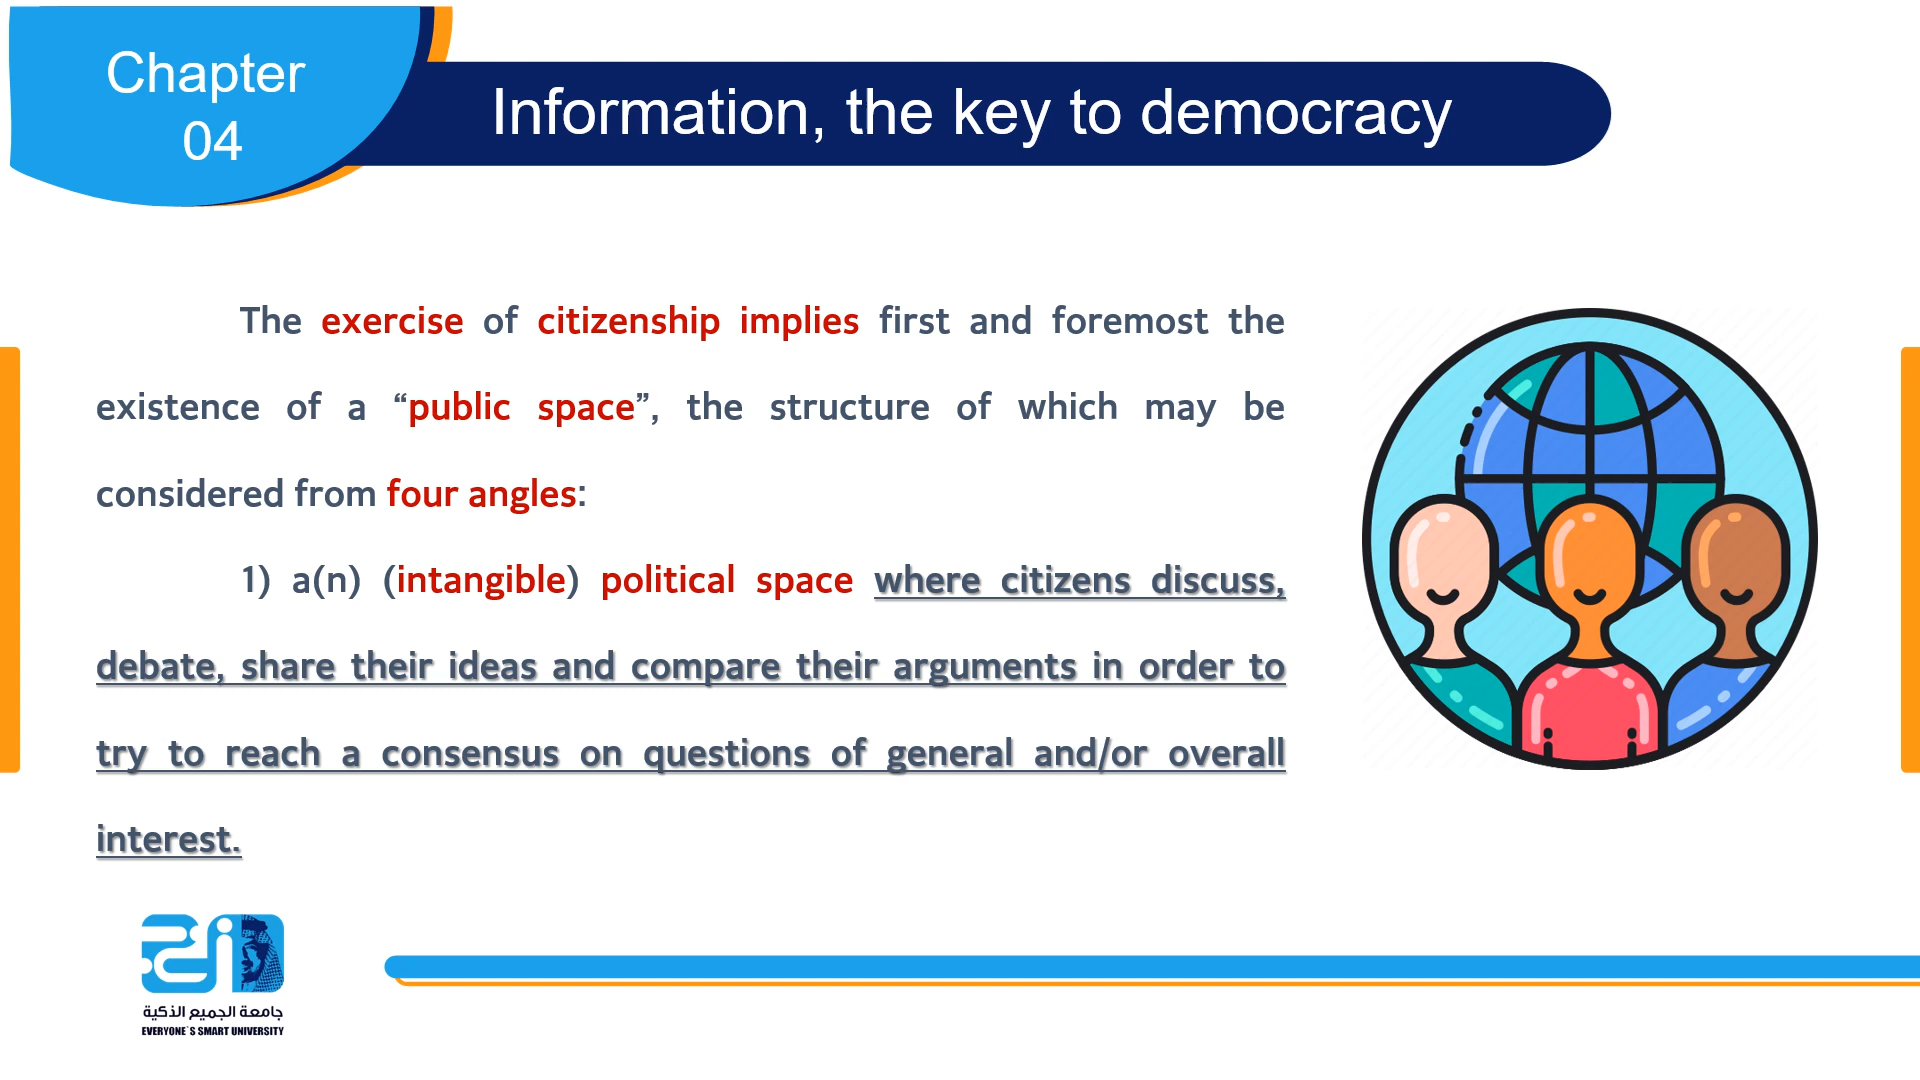 Chapter
04
Information, the key to democracy
The exercise of citizenship implies first and foremost the
existence of a “public space”, the structure of which may be
considered from four angles:
1) a(n) (intangible) political space where citizens discuss,
debate, share their ideas and compare their arguments in order to
try to reach a consensus on questions of general and/or overall
interest.
جامعة الجميع الذكية
EVERYONE`S SMART UNIVERSITY